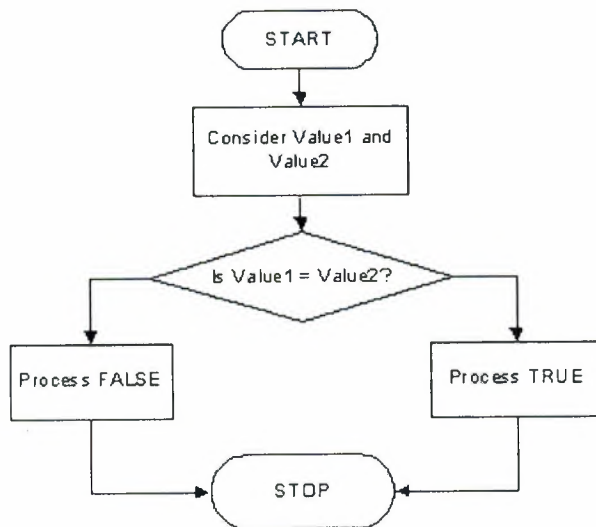 START
Consider Value1 and
Value2
Is Value1 = Value2?
Process FALSE
Process TRUE
STOP